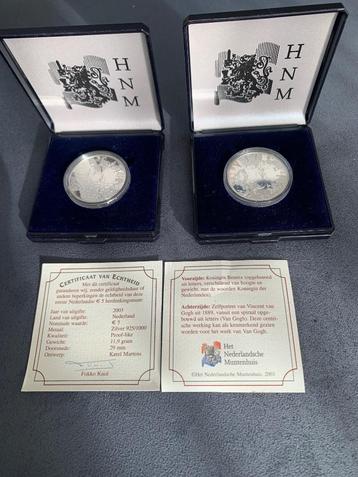 HNM
HNM
CERTIFICAAT VAN ECHTHEID
Met dit certificaat
garanderen wij, zonder geldigheidsduur of
andere beperkingen de echtheid van deze
eerste Nederlandse € 5 herdenkingsmunt:
Jaar van uitgifte: 2003
Land van uitgifte: Nederland
Nominale waarde: € 5
Metaal: Zilver 925/1000
Kwaliteit: Proof-like
Gewicht: 11,9 gram
Doorsnede: 29 mm
Ontwerp: Karel Martens
Fokko Kool
Voorzijde: Koningin Beatrix opgebouwd
uit letters, verschillend van hoogte en
gewicht, met de woorden Koningin der
Nederlanden.
Achterzijde: Zelfportret van Vincent van
Gogh uit 1889, vanuit een spiraal opge-
bouwd uit letters (Van Gogh). Deze centri-
sche werking kan als kenmerkend gezien
worden voor het werk van Van Gogh.
Het
Nederlandsche
Muntenhuis
©Het Nederlandsche Muntenhuis, 2003